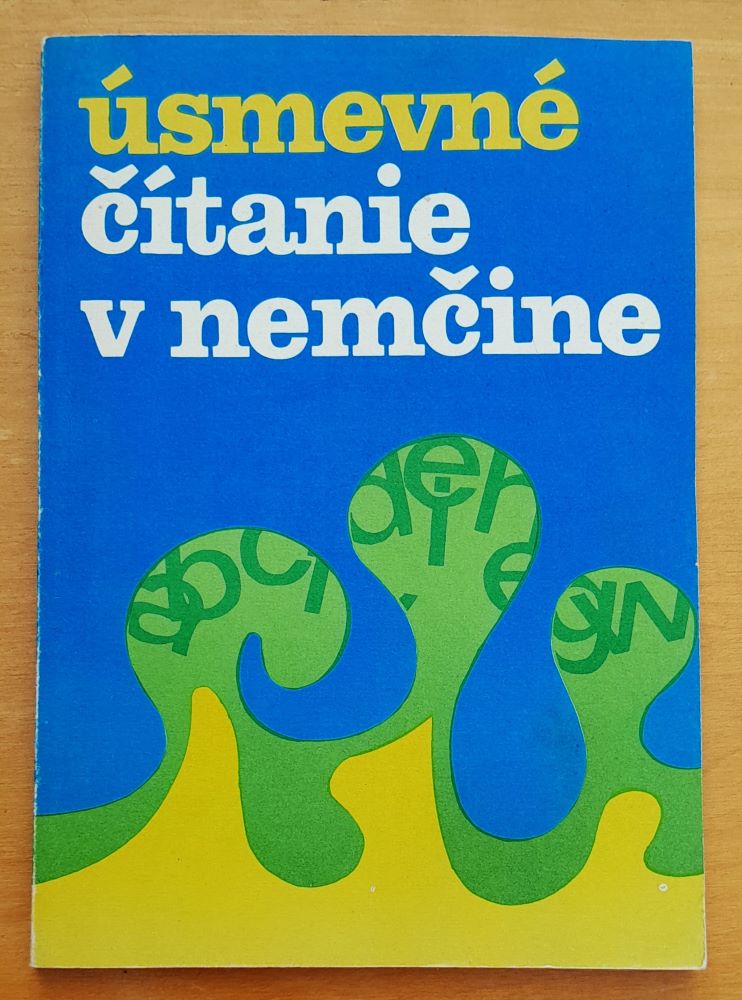 úsmevné
čítanie
v nemčine